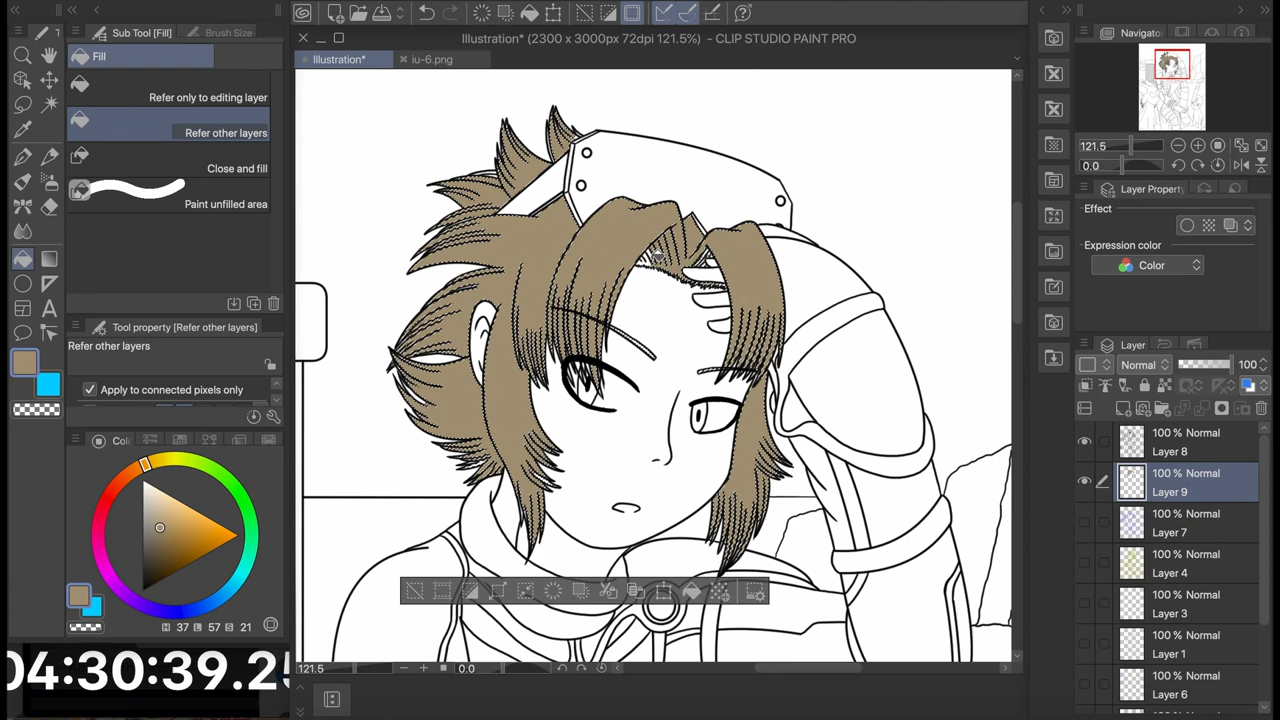 Illustration* (2300 x 3000px 72dpi 121.5%) - CLIP STUDIO PAINT PRO
Illustration*
iu-6.png
Sub Tool [Fill]
Brush Size
Fill
Refer only to editing layer
Refer other layers
Close and fill
Paint unfilled area
Tool property [Refer other layers]
Refer other layers
Apply to connected pixels only
H 37 L 57 S 21
04:30:39.25
121.5
0.0
Navigato
121.5
0.0
Layer Property
Effect
Expression color
Color
Layer
Normal
100
100 % Normal
Layer 8
100 % Normal
Layer 9
100 % Normal
Layer 7
100 % Normal
Layer 4
100 % Normal
Layer 3
100 % Normal
Layer 1
100 % Normal
Layer 6
100 % Normal